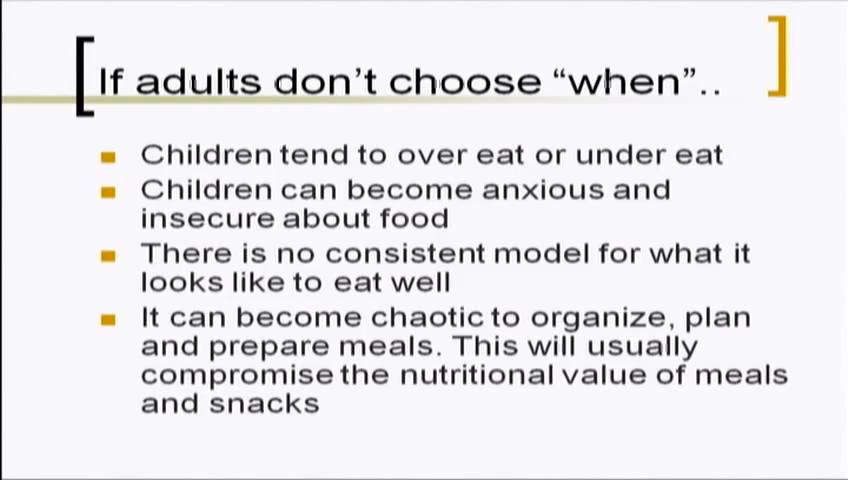 If adults don't choose “when”..
Children tend to over eat or under eat
Children can become anxious and
insecure about food
There is no consistent model for what it
looks like to eat well
It can become chaotic to organize, plan
and prepare meals. This will usually
compromise the nutritional value of meals
and snacks